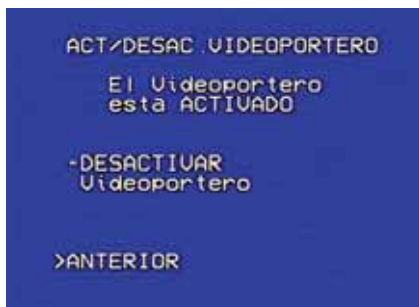 ACT/DESAC.VIDEOPORTERO
El Videoportero
esta ACTIVADO
-DESACTIVAR
Videoportero
>ANTERIOR